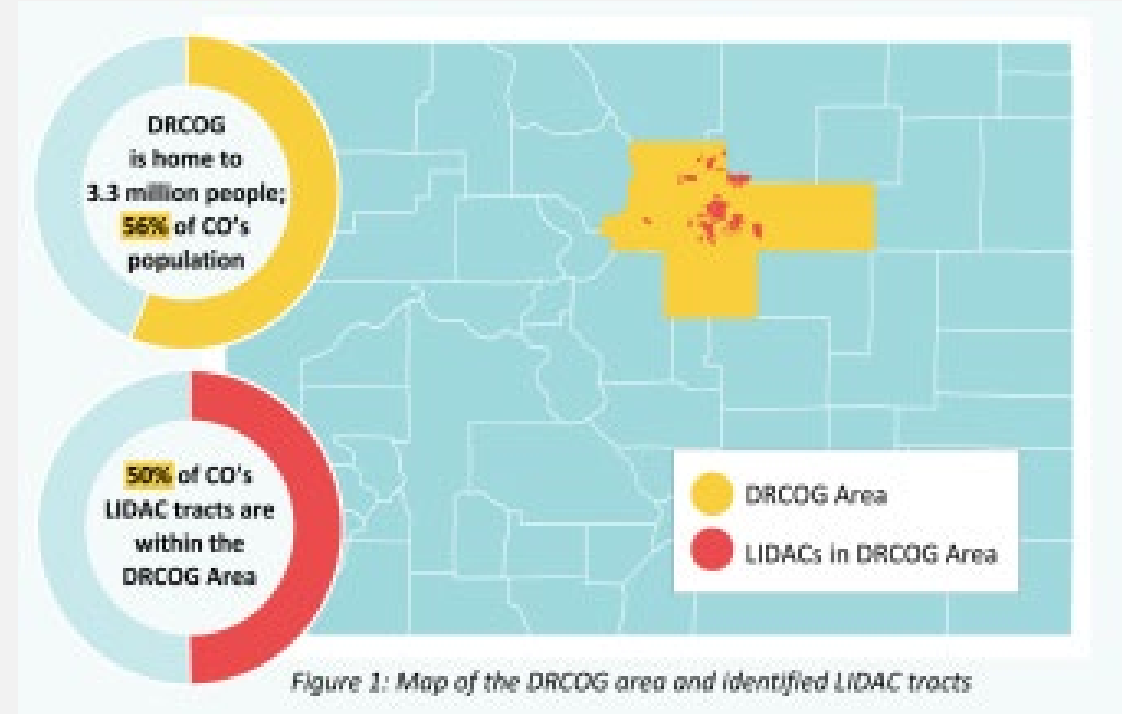 DRCOG
is home to
3.3 million people;
56% of CO's
population
50% of CO's
LIDAC tracts are
within the
DRCOG Area
DRCOG Area
LIDACs in DRCOG Area
Figure 1: Map of the DRCOG area and identified LIDAC tracts